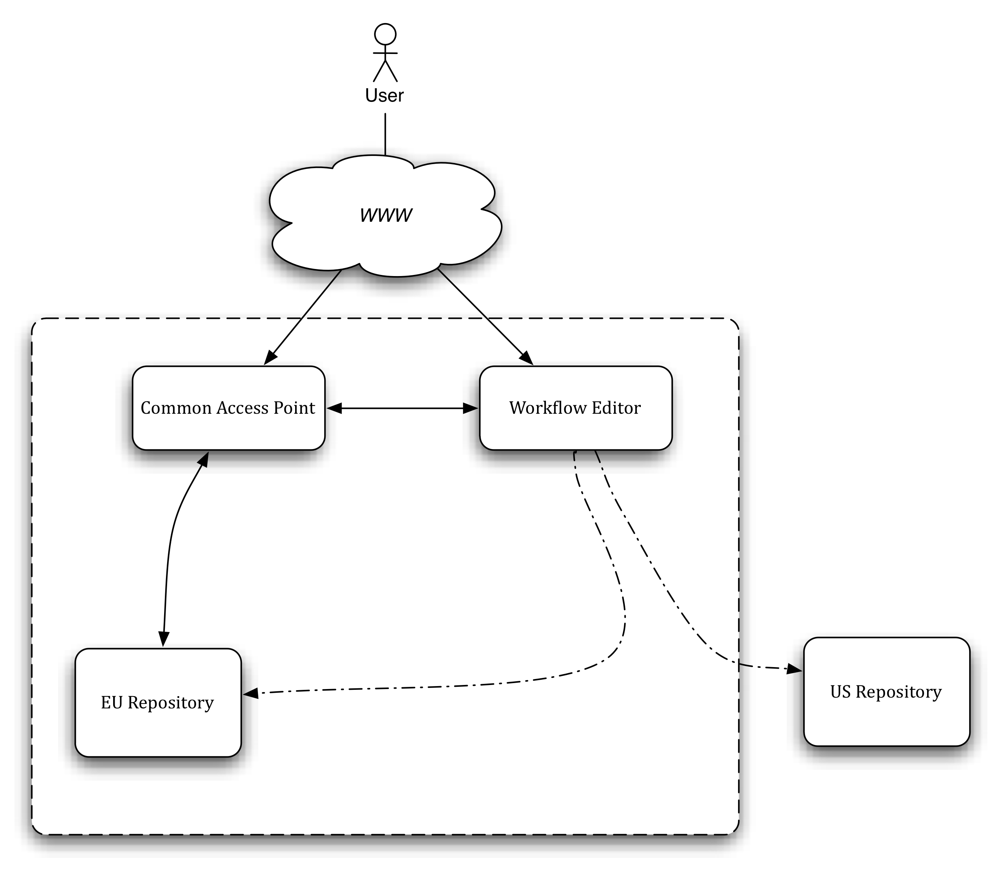 User
WWW
Common Access Point
Workflow Editor
EU Repository
US Repository